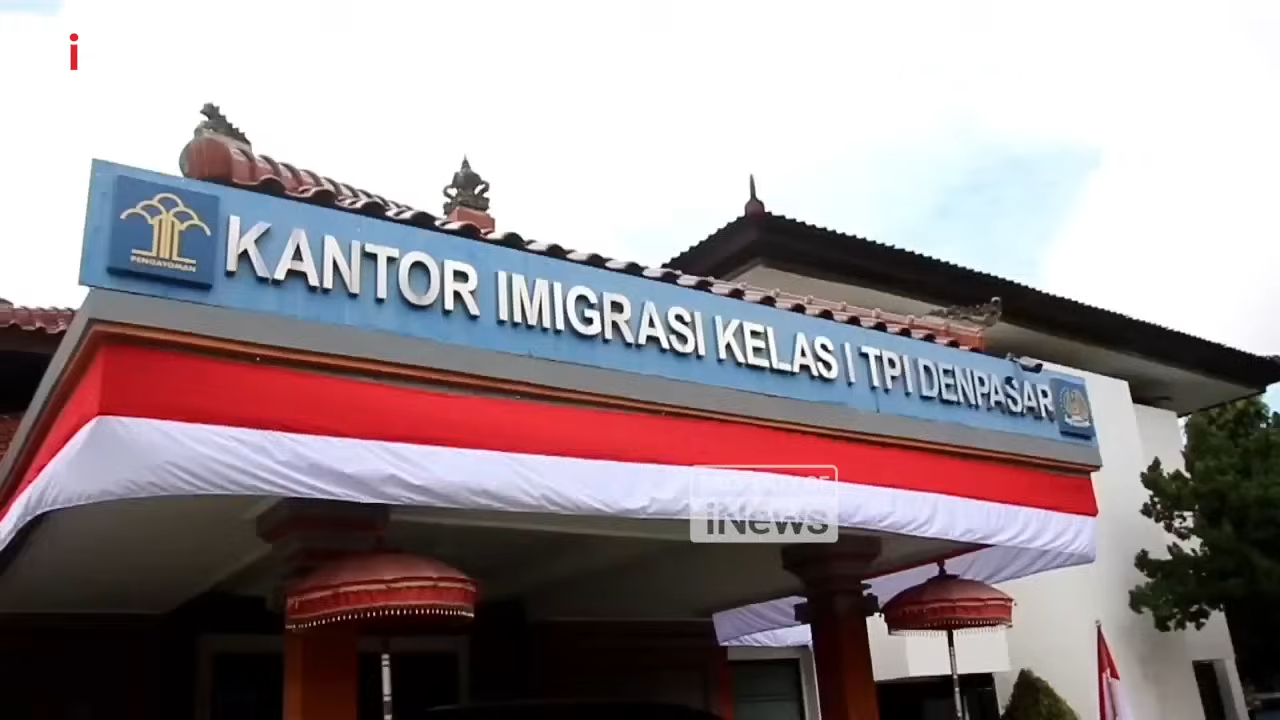 i
PENGAYOMAN
KANTOR IMIGRASI KELAS I TPI DENPASAR
iNews